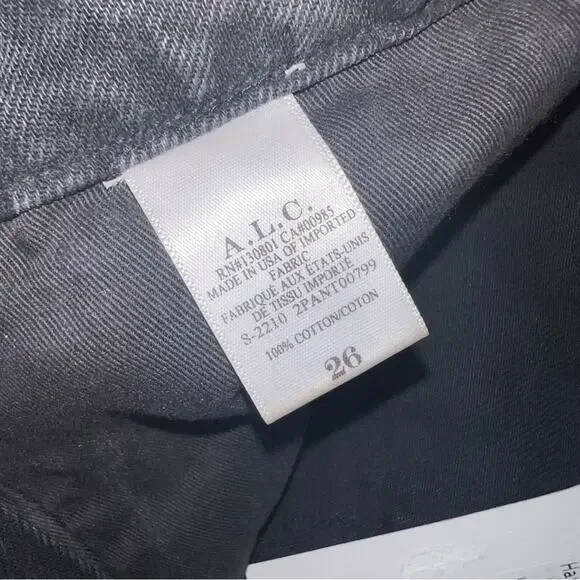 A.L.C.
RN#130801 CA#00985
MADE IN USA OF IMPORTED
FABRIC
FABRIQUÉ AUX ÉTATS-UNIS
DE TISSU IMPORTÉ
S-2210 2PANT00799
100% COTTON/COTON
26